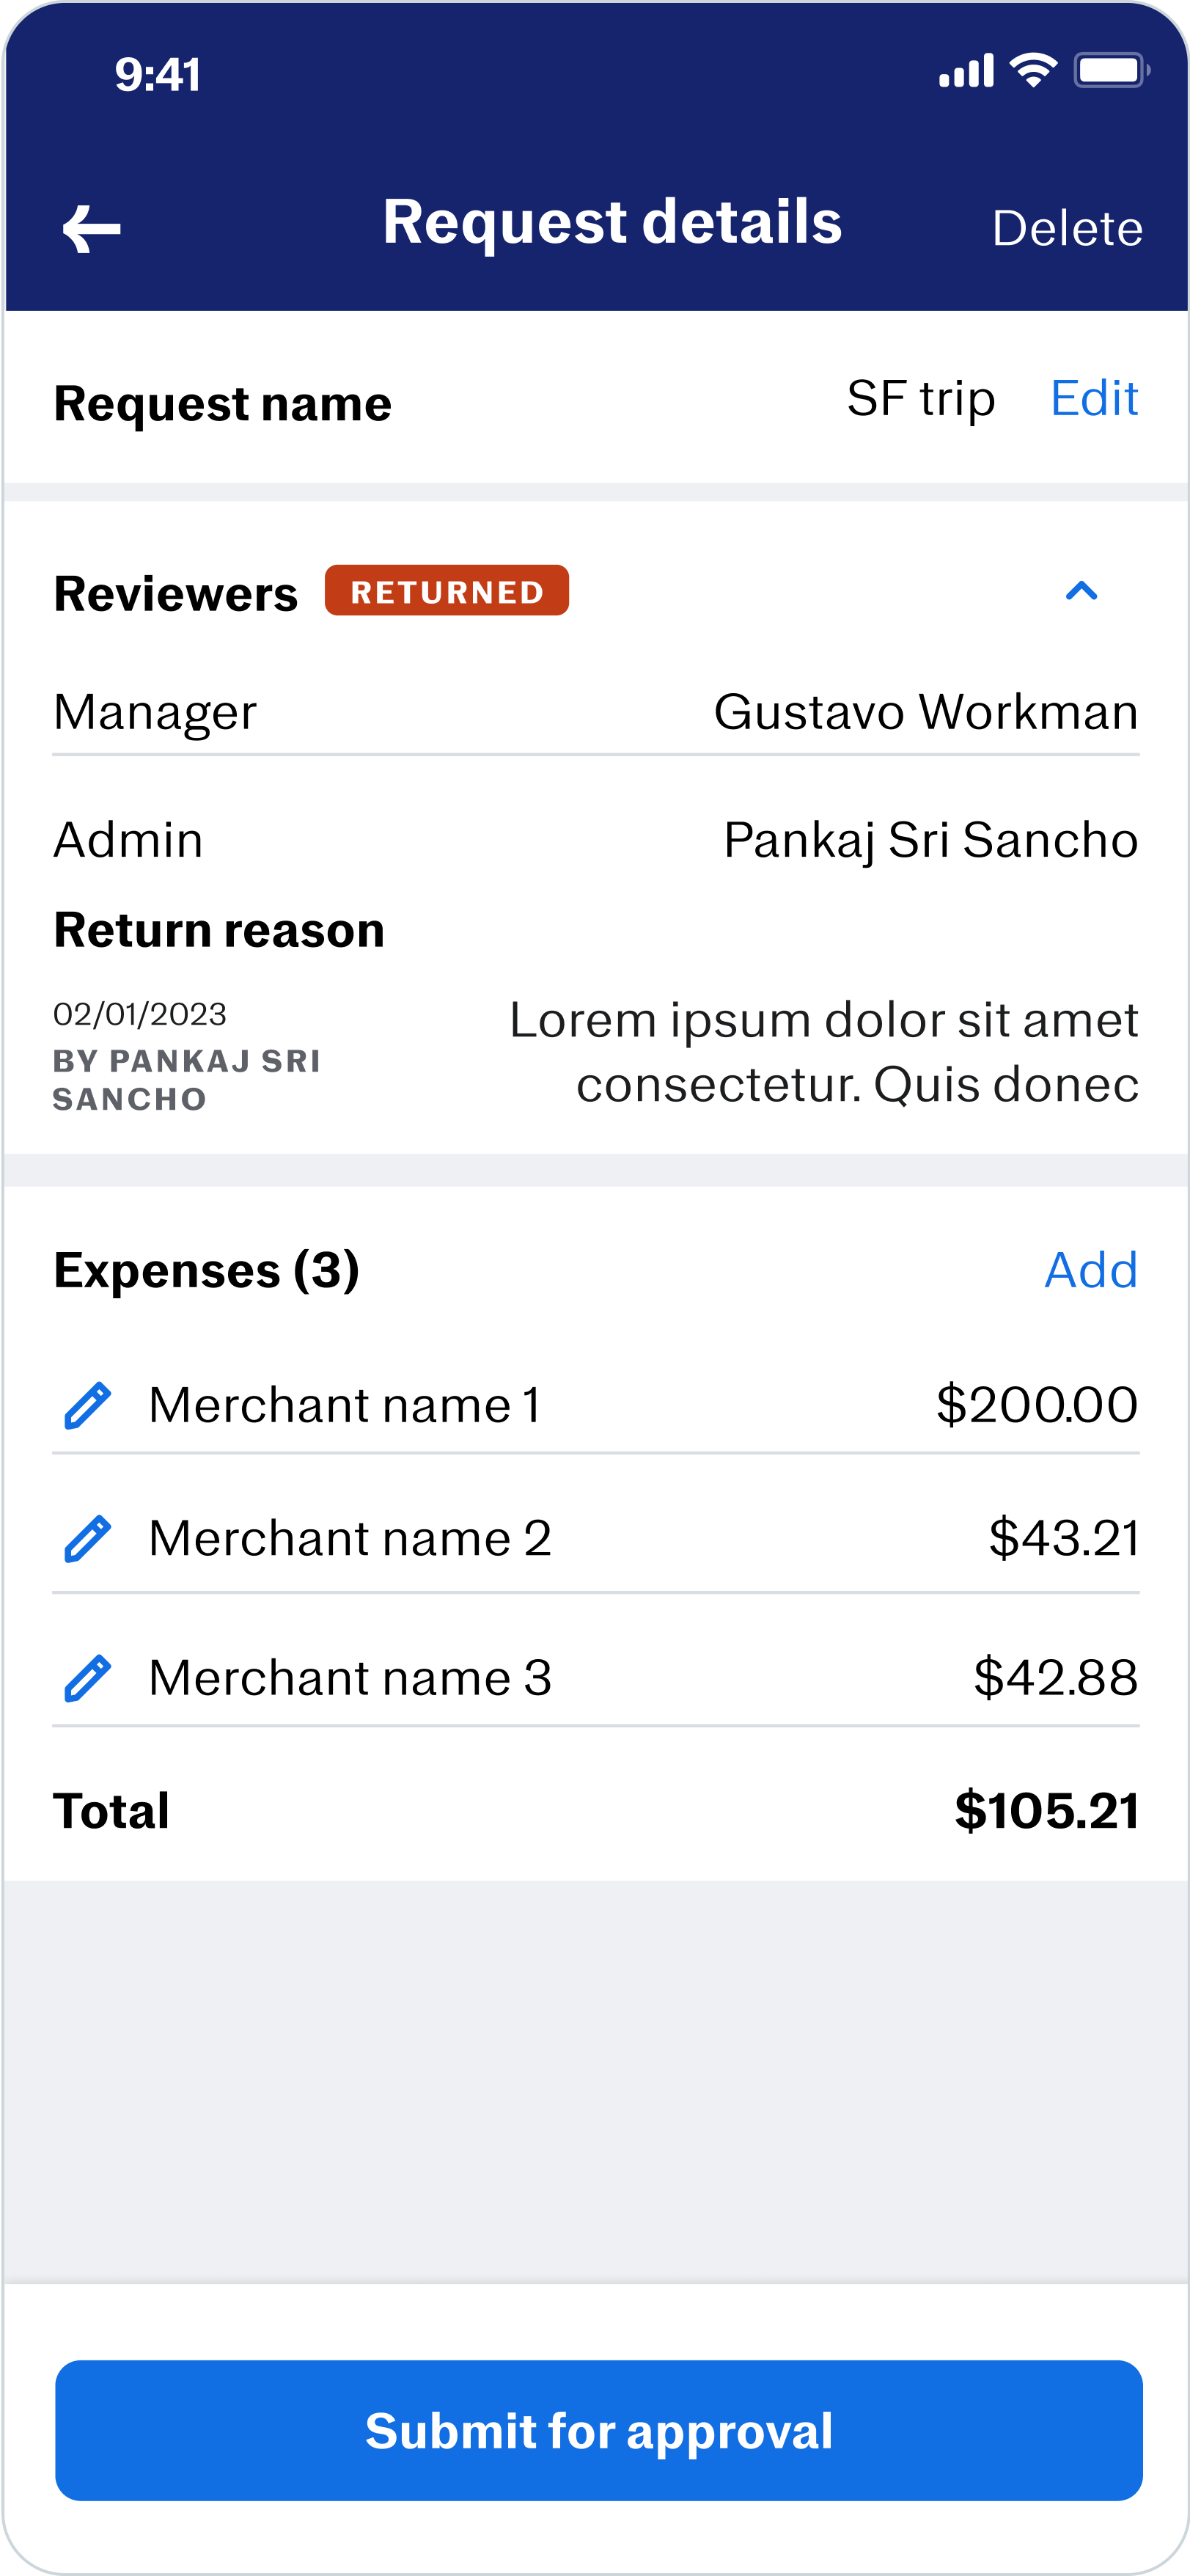 9:41
Request details
Delete
Request name
SF trip
Edit
Reviewers
RETURNED
Manager
Gustavo Workman
Admin
Pankaj Sri Sancho
Return reason
02/01/2023
BY PANKAJ SRI
SANCHO
Lorem ipsum dolor sit amet
consectetur. Quis donec
Expenses (3)
Add
Merchant name 1
$200.00
Merchant name 2
$43.21
Merchant name 3
$42.88
Total
$105.21
Submit for approval